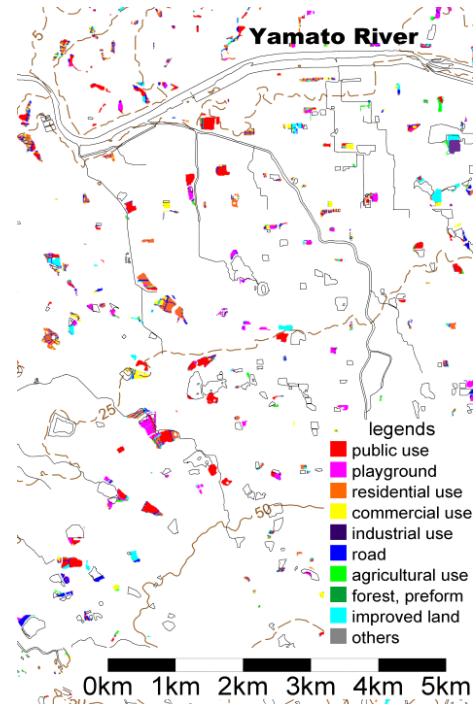 Yamato River
5
25
50
legends
public use
playground
residential use
commercial use
industrial use
road
agricultural use
forest, preform
improved land
others
0km 1km 2km 3km 4km 5km